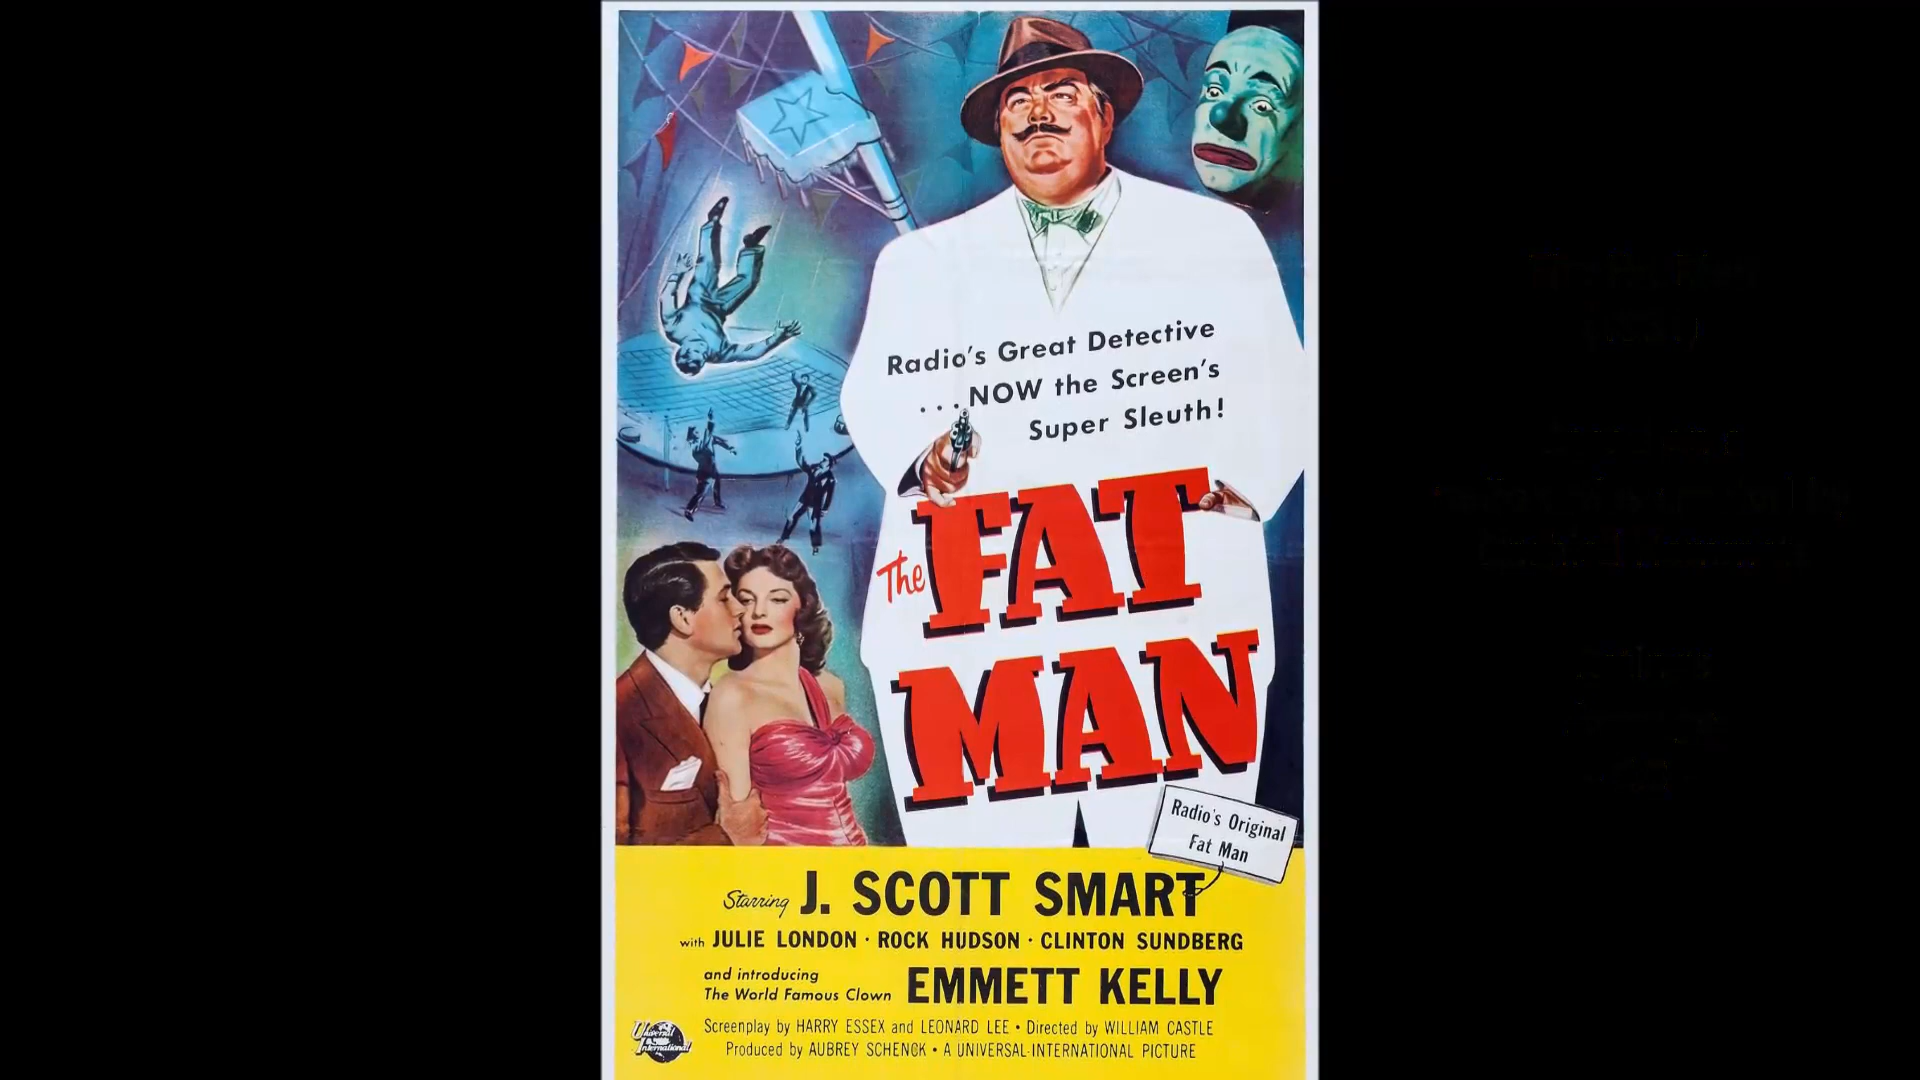 Radio's Great Detective
...NOW the Screen's
Super Sleuth!
The FAT
MAN
Radio's Original
Fat Man
Starring J. SCOTT SMART
with JULIE LONDON · ROCK HUDSON · CLINTON SUNDBERG
and introducing
The World Famous Clown EMMETT KELLY
Screenplay by HARRY ESSEX and LEONARD LEE • Directed by WILLIAM CASTLE
Produced by AUBREY SCHENCK • A UNIVERSAL-INTERNATIONAL PICTURE
Universal
International